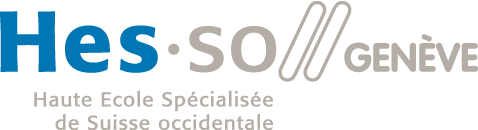 Hes·so GENÈVE
Haute Ecole Spécialisée
de Suisse occidentale